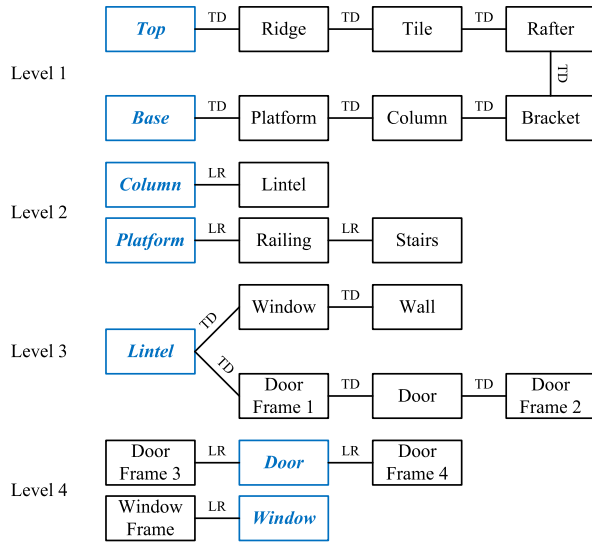 Top TD Ridge TD Tile TD Rafter
Level 1
TD
Base TD Platform TD Column TD Bracket
Column LR Lintel
Level 2
Platform LR Railing LR Stairs
Window TD Wall
TD
Level 3
Lintel
TD
Door Frame 1 TD Door TD Door Frame 2
Door Frame 3 LR Door LR Door Frame 4
Level 4
Window Frame LR Window